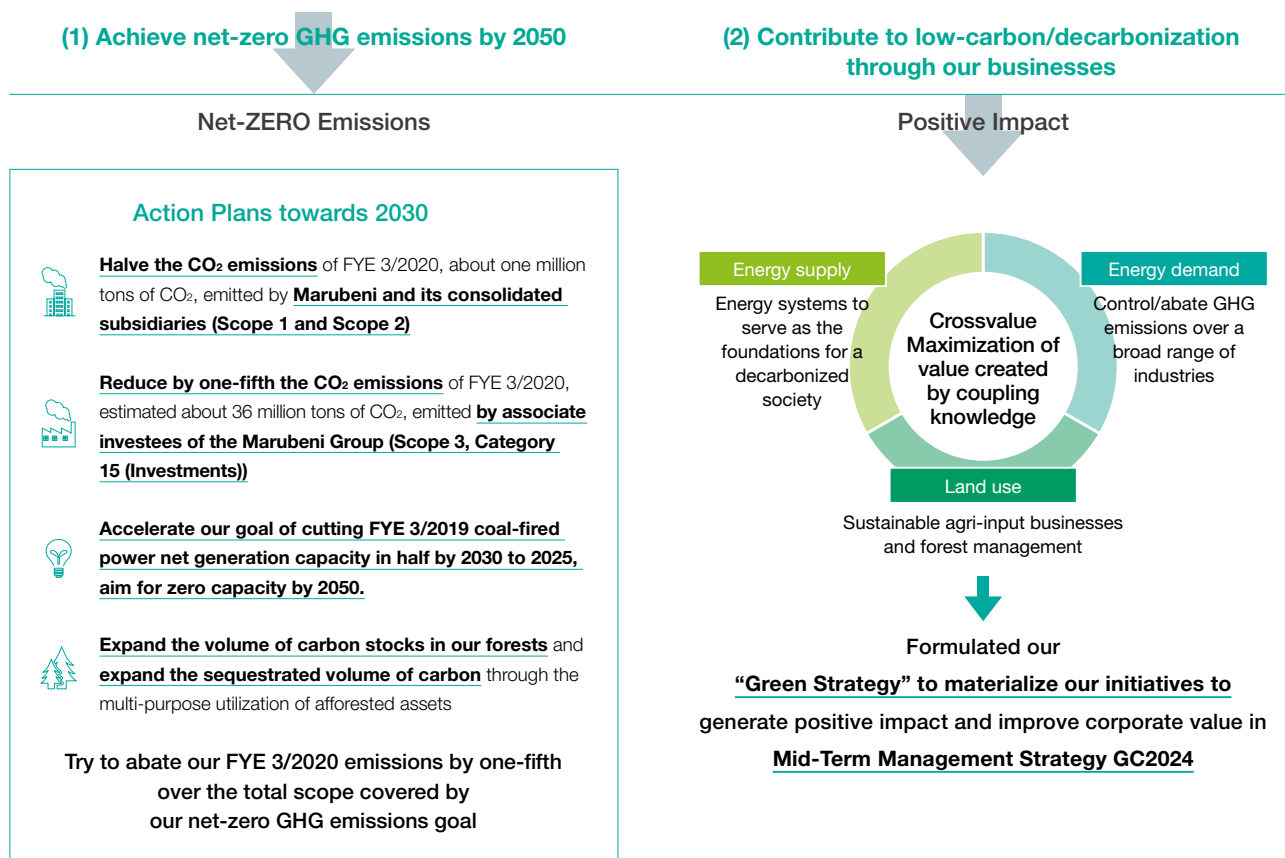 (1) Achieve net-zero GHG emissions by 2050
Net-ZERO Emissions
Action Plans towards 2030
Halve the CO₂ emissions of FYE 3/2020, about one million
tons of CO₂, emitted by Marubeni and its consolidated
subsidiaries (Scope 1 and Scope 2)
Reduce by one-fifth the CO₂ emissions of FYE 3/2020,
estimated about 36 million tons of CO₂, emitted by associate
investees of the Marubeni Group (Scope 3, Category
15 (Investments))
Accelerate our goal of cutting FYE 3/2019 coal-fired
power net generation capacity in half by 2030 to 2025,
aim for zero capacity by 2050.
Expand the volume of carbon stocks in our forests and
expand the sequestrated volume of carbon through the
multi-purpose utilization of afforested assets
Try to abate our FYE 3/2020 emissions by one-fifth
over the total scope covered by
our net-zero GHG emissions goal
(2) Contribute to low-carbon/decarbonization
through our businesses
Positive Impact
Energy supply
Energy systems to
serve as the
foundations for a
decarbonized
society
Crossvalue
Maximization of
value created
by coupling
knowledge
Energy demand
Control/abate GHG
emissions over a
broad range of
industries
Land use
Sustainable agri-input businesses
and forest management
Formulated our
“Green Strategy” to materialize our initiatives to
generate positive impact and improve corporate value in
Mid-Term Management Strategy GC2024